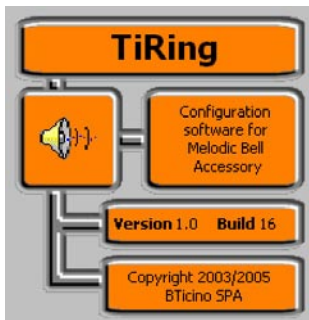 TiRing
Configuration
software for
Melodic Bell
Accessory
Version 1.0 Build 16
Copyright 2003/2005
BTicino SPA